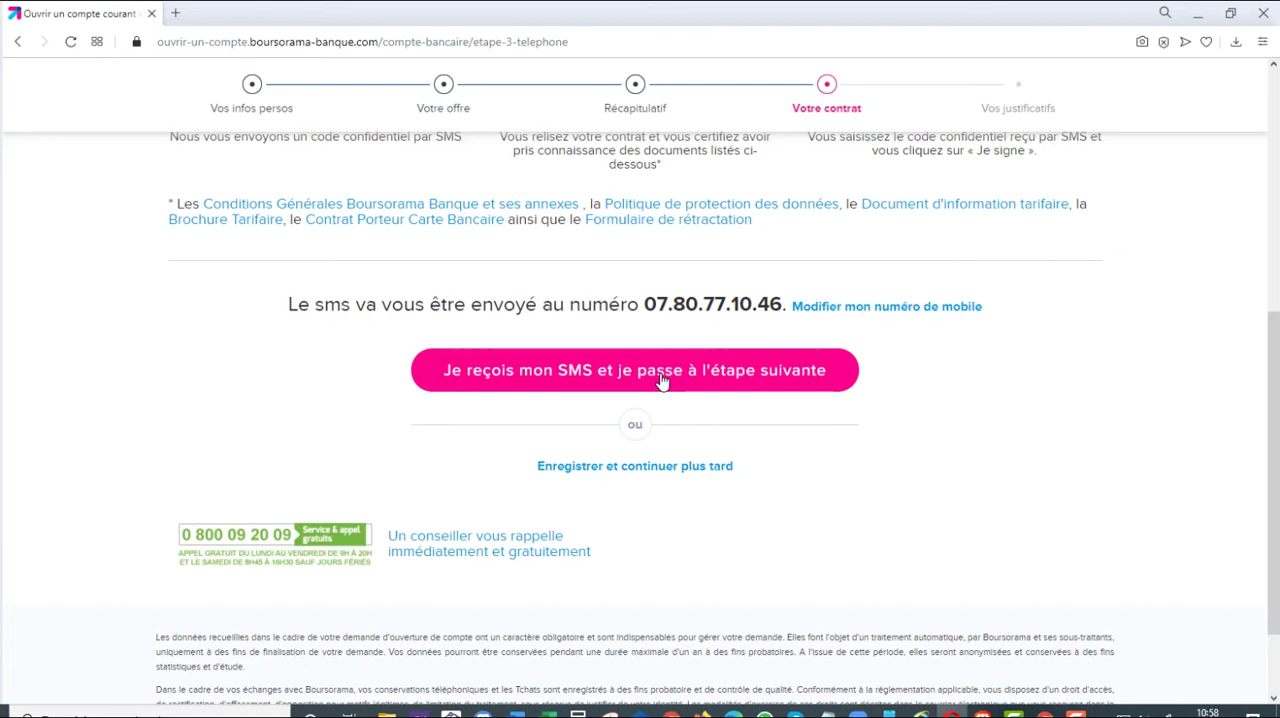 Ouvrir un compte courant
ouvrir-un-compte.boursorama-banque.com/compte-bancaire/etape-3-telephone
Vos infos persos
Votre offre
Récapitulatif
Votre contrat
Vos justificatifs
Nous vous envoyons un code confidentiel par SMS
Vous relisez votre contrat et vous certifiez avoir
pris connaissance des documents listés ci-
dessous*
Vous saisissez le code confidentiel reçu par SMS et
vous cliquez sur « Je signe ».
* Les Conditions Générales Boursorama Banque et ses annexes , la Politique de protection des données, le Document d'information tarifaire, la
Brochure Tarifaire, le Contrat Porteur Carte Bancaire ainsi que le Formulaire de rétractation
Le sms va vous être envoyé au numéro 07.80.77.10.46. Modifier mon numéro de mobile
Je reçois mon SMS et je passe à l'étape suivante
ou
Enregistrer et continuer plus tard
0 800 09 20 09 Service & appel
gratuits
APPEL GRATUIT DU LUNDI AU VENDREDI DE 9H À 20H
ET LE SAMEDI DE 8H45 À 16H30 SAUF JOURS FÉRIÉS
Un conseiller vous rappelle
immédiatement et gratuitement
Les données recueillies dans le cadre de votre demande d'ouverture de compte ont un caractère obligatoire et sont indispensables pour gérer votre demande. Elles font l'objet d'un traitement automatique, par Boursorama et ses sous-traitants,
uniquement à des fins de finalisation de votre demande. Vos données pourront être conservées pendant une durée maximale d'un an à des fins probatoires. A l'issue de cette période, elles seront anonymisées et conservées à des fins
statistiques et d'étude.
Dans le cadre de vos échanges avec Boursorama, vos conservations téléphoniques et les Tchats sont enregistrés à des fins probatoire et de contrôle de qualité. Conformément à la réglementation applicable, vous disposez d'un droit d'accès,
10:58